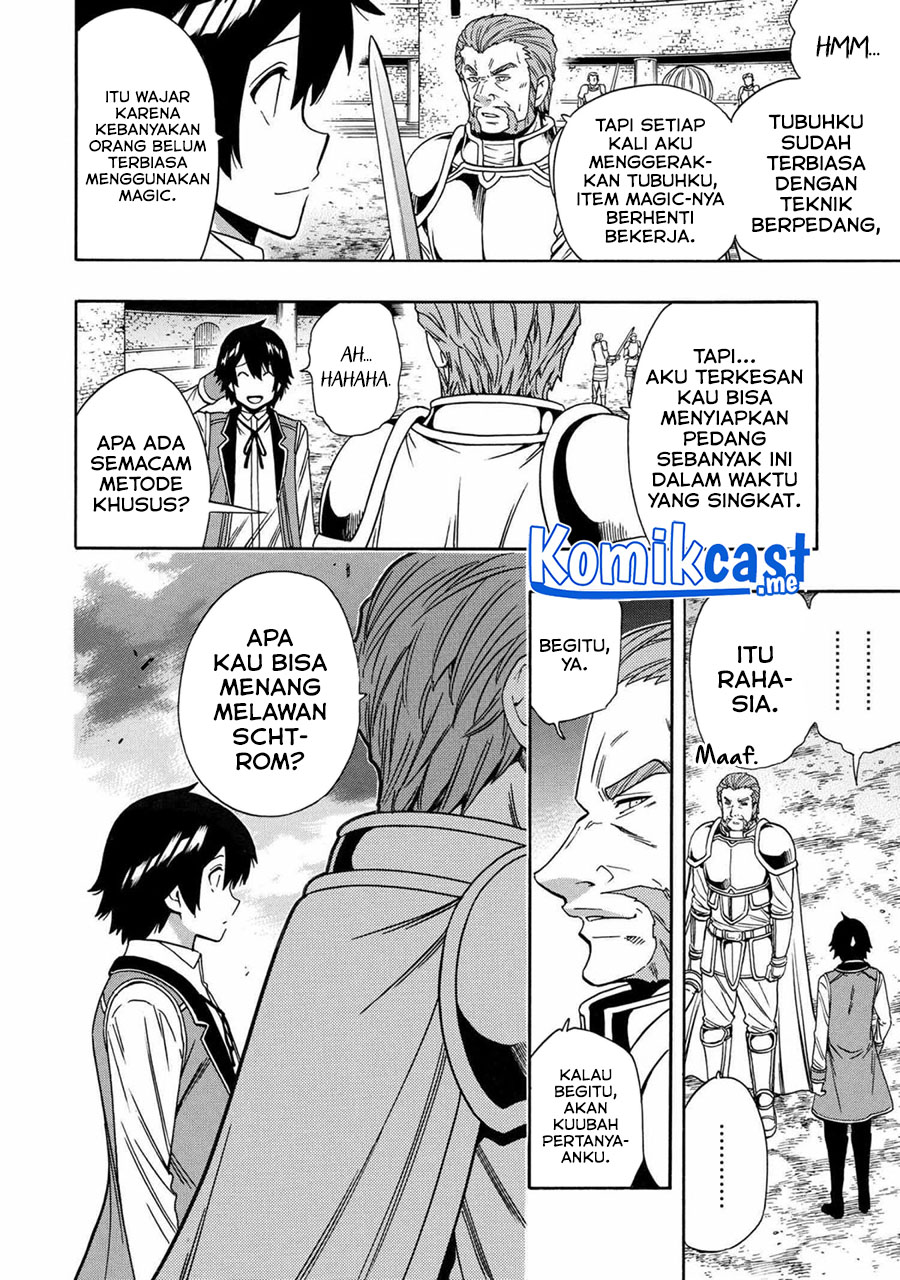 HMM...
TUBUHKU
SUDAH
TERBIASA
DENGAN
TEKNIK
BERPEDANG,
TAPI SETIAP
KALI AKU
MENGGERAK-
KAN TUBUHKU,
ITEM MAGIC-NYA
BERHENTI
BEKERJA.
ITU WAJAR
KARENA
KEBANYAKAN
ORANG BELUM
TERBIASA
MENGGUNAKAN
MAGIC.
TAPI...
AKU TERKESAN
KAU BISA
MENYIAPKAN
PEDANG
SEBANYAK INI
DALAM WAKTU
YANG SINGKAT.
AH...
HAHAHA.
APA ADA
SEMACAM
METODE
KHUSUS?
Komikcast
.me
..........
ITU
RAHA-
SIA.
Maaf.
..........
BEGITU,
YA.
KALAU
BEGITU,
AKAN
KUUBAH
PERTANYA-
ANKU.
APA
KAU BISA
MENANG
MELAWAN
SCHT-
ROM?